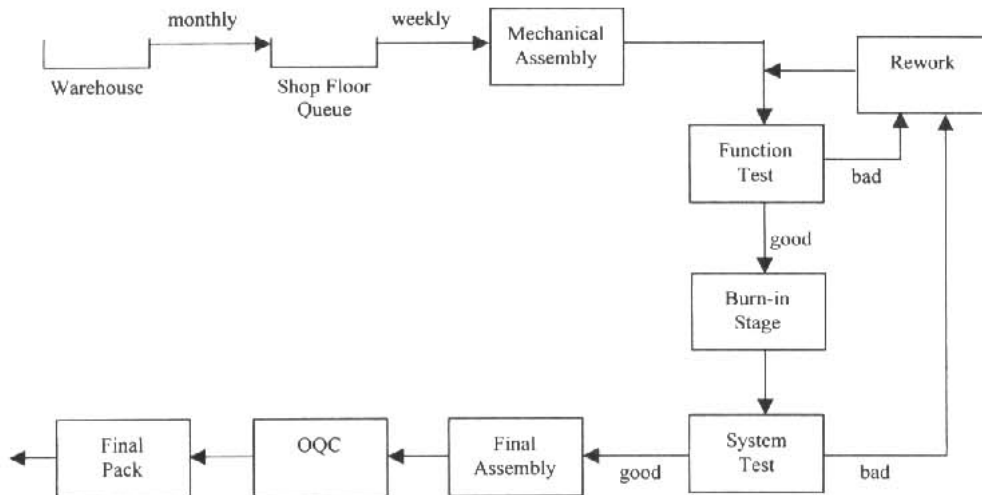 monthly
weekly
Warehouse
Shop Floor
Queue
Mechanical
Assembly
Rework
Function
Test
bad
good
Burn-in
Stage
Final
Pack
OQC
Final
Assembly
good
System
Test
bad